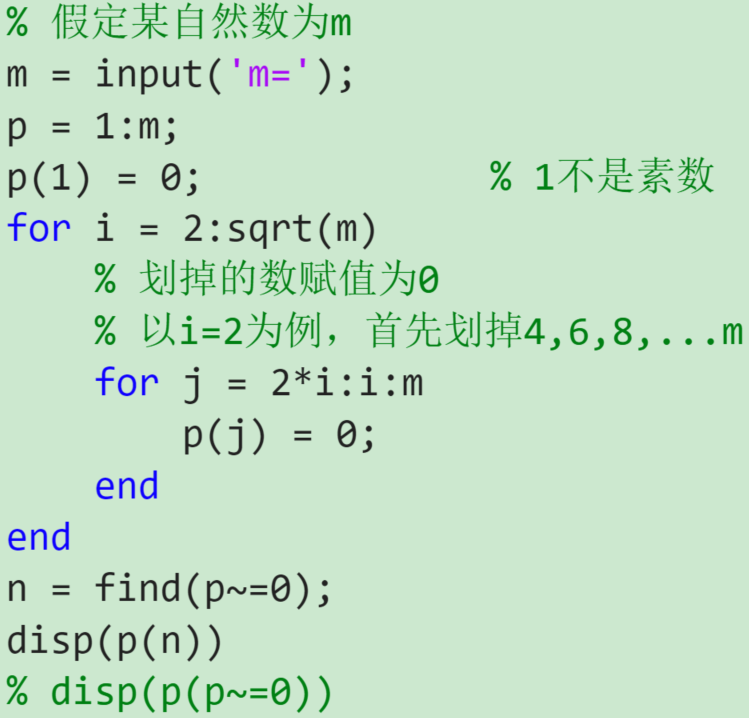 % 假定某自然数为m
m = input('m=');
p = 1:m;
p(1) = 0;             % 1不是素数
for i = 2:sqrt(m)
    % 划掉的数赋值为0
    % 以i=2为例，首先划掉4,6,8,...m
    for j = 2*i:i:m
        p(j) = 0;
    end
end
n = find(p~=0);
disp(p(n))
% disp(p(p~=0))